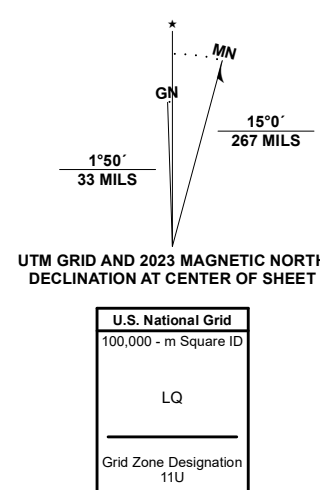 ★
MN
GN
15°0´
267 MILS
1°50´
33 MILS
UTM GRID AND 2023 MAGNETIC NORTH
DECLINATION AT CENTER OF SHEET
U.S. National Grid
100,000 - m Square ID
LQ
Grid Zone Designation
11U